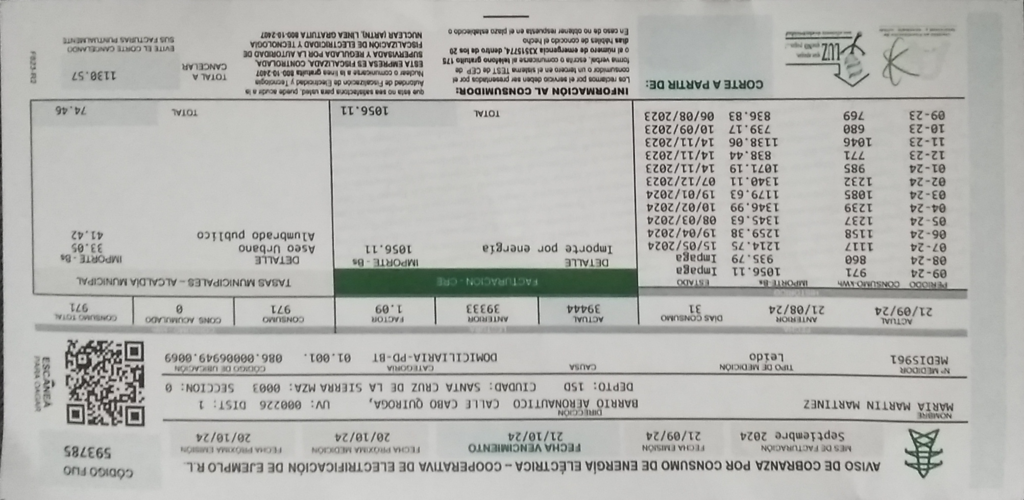 AVISO DE COBRANZA POR CONSUMO DE ENERGÍA ELÉCTRICA – COOPERATIVA DE ELECTRIFICACIÓN DE EJEMPLO R.L.
CÓDIGO FIJO
593785
MES DE FACTURACIÓN FECHA EMISIÓN FECHA VENCIMIENTO FECHA PRÓXIMA MEDICIÓN FECHA PRÓXIMA EMISIÓN
Septiembre 2024 21/09/24 21/10/24 20/10/24 20/10/24
NOMBRE DIRECCIÓN
MARIA MARTIN MARTINEZ BARRIO AERONAUTICO CALLE CABO QUIROGA, UV: 000226 DIST: 1
DEPTO: 15D CIUDAD: SANTA CRUZ DE LA SIERRA MZA: 0003 SECCION: 0
ESCANEÁ
PARA PAGAR
Nº MEDIDOR TIPO DE MEDICIÓN CAUSA CATEGORÍA CÓDIGO DE UBICACIÓN
MEDIS961 Leido DOMICILIARIA-PD-BT 01.001. 086.00006949.0069
ACTUAL ANTERIOR DÍAS CONSUMO ACTUAL ANTERIOR FACTOR CONSUMO CONS ACUMULADO CONSUMO TOTAL
21/09/24 21/08/24 31 39444 39333 1.09 971 0 971
PERIODO CONSUMO kWh IMPORTE-Bs ESTADO
09-24 971 1056.11 Impaga
08-24 860 935.79 Impaga
07-24 1117 1214.75 15/05/2024
06-24 1158 1259.38 19/04/2024
05-24 1237 1345.63 08/03/2024
04-24 1239 1346.99 10/02/2024
03-24 1085 1179.63 19/01/2024
02-24 1232 1340.11 07/12/2023
01-24 985 1071.19 14/11/2023
12-23 771 838.44 14/11/2023
11-23 1046 1138.06 14/11/2023
10-23 680 739.17 10/09/2023
09-23 769 836.83 06/08/2023
FACTURACION - CRE
DETALLE IMPORTE - Bs
Importe por energía 1056.11
TOTAL 1056.11
TASAS MUNICIPALES – ALCALDÍA MUNICIPAL
DETALLE IMPORTE - Bs
Aseo Urbano 33.05
Alumbrado publico 41.42
TOTAL 74.46
CORTE A PARTIR DE:
LUZ
INFORMACIÓN AL CONSUMIDOR:
Los reclamos por el servicio deben ser presentados por el
consumidor o un tercero en el sistema TEST de CEP de
forma verbal, escrita o comunicarse al teléfono gratuito 175
o al número de emergencia 3351574, dentro de los 20
días hábiles de conocido el hecho
En caso de no obtener respuesta en el plazo establecido o
que ésta no sea satisfactoria para usted, puede acudir a la
Autoridad de Fiscalización de Electricidad y Tecnología
Nuclear o comunicarse a la línea gratuita 800-10-2407
ESTA EMPRESA ES FISCALIZADA, CONTROLADA,
SUPERVISADA Y REGULADA POR LA AUTORIDAD DE
FISCALIZACIÓN DE ELECTRICIDAD Y TECNOLOGÍA
NUCLEAR (AETN), LINEA GRATUITA 800-10-2407
TOTAL A
CANCELAR 1130.57
EVITE EL CORTE CANCELANDO
SUS FACTURAS PUNTUALMENTE